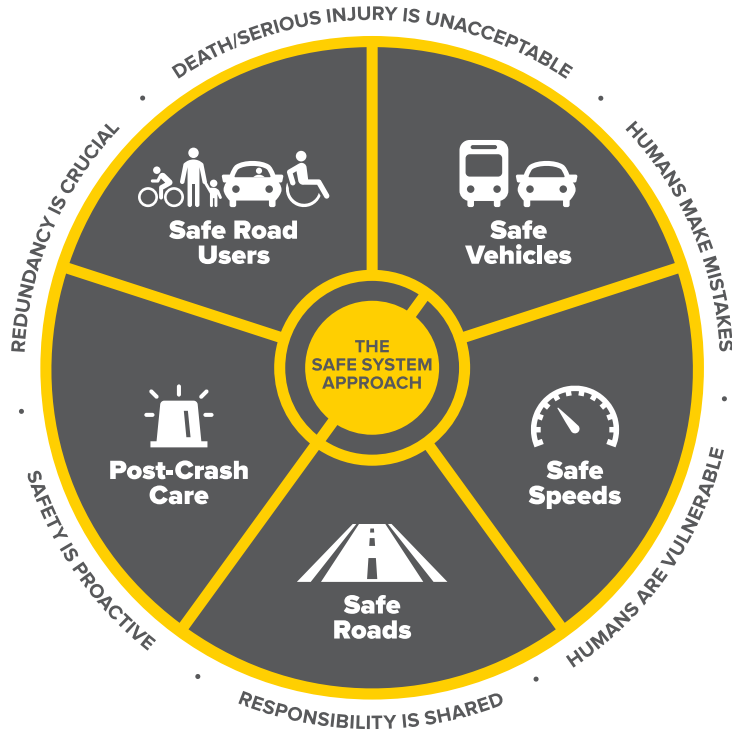 DEATH/SERIOUS INJURY IS UNACCEPTABLE
HUMANS MAKE MISTAKES
HUMANS ARE VULNERABLE
RESPONSIBILITY IS SHARED
SAFETY IS PROACTIVE
REDUNDANCY IS CRUCIAL
Safe Road
Users
Safe
Vehicles
THE
SAFE SYSTEM
APPROACH
Post-Crash
Care
Safe
Speeds
Safe
Roads